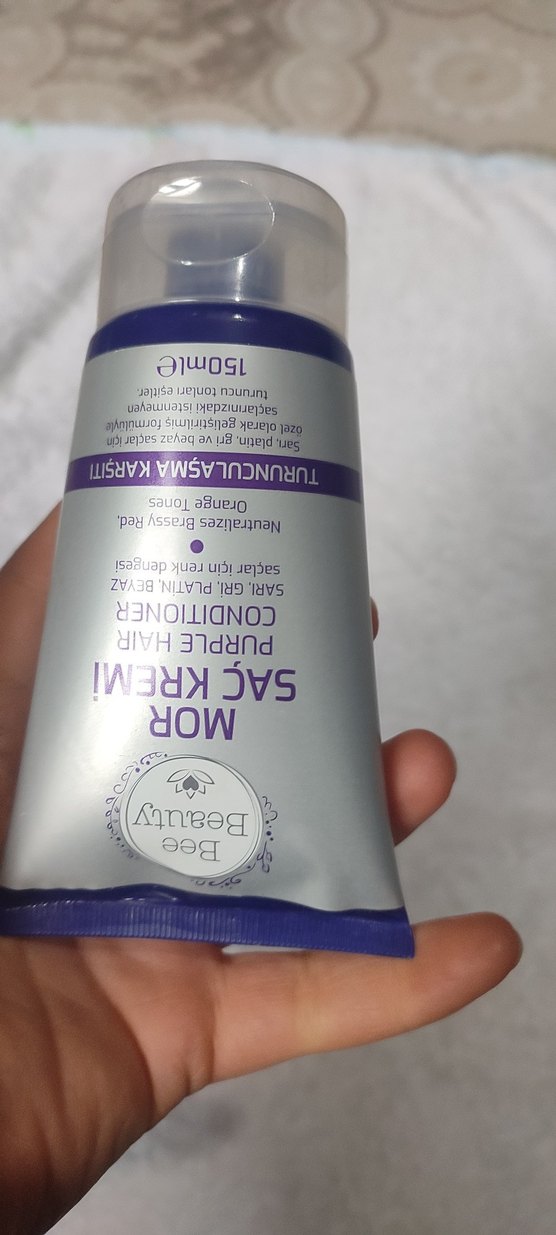 Bee
Beauty
MOR
SAÇ KREMİ
PURPLE HAIR
CONDITIONER
SARI, GRİ, PLATİN, BEYAZ
saçlar için renk dengesi
Neutralizes Brassy Red,
Orange Tones
TURUNCULAŞMA KARŞITI
Sarı, platin, gri ve beyaz saçlar için
özel olarak geliştirilmiş formülüyle
saçlarınızdaki istenmeyen
turuncu tonları eşitler.
150ml℮